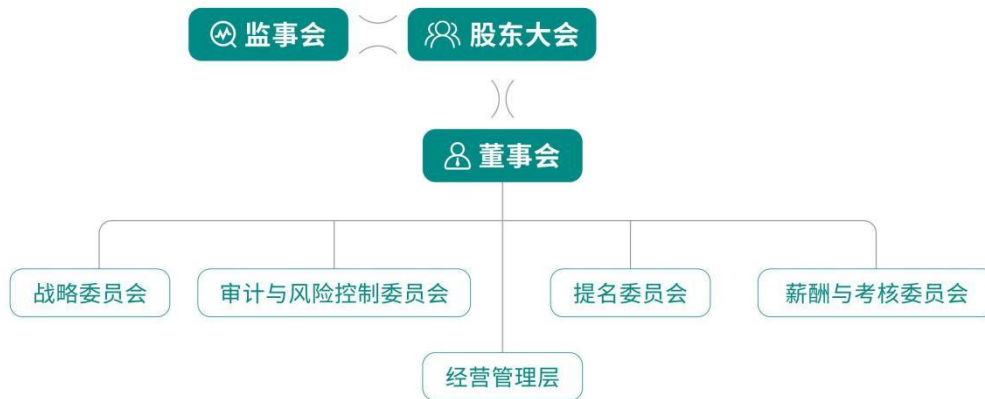 监事会
股东大会
董事会
战略委员会
审计与风险控制委员会
提名委员会
薪酬与考核委员会
经营管理层